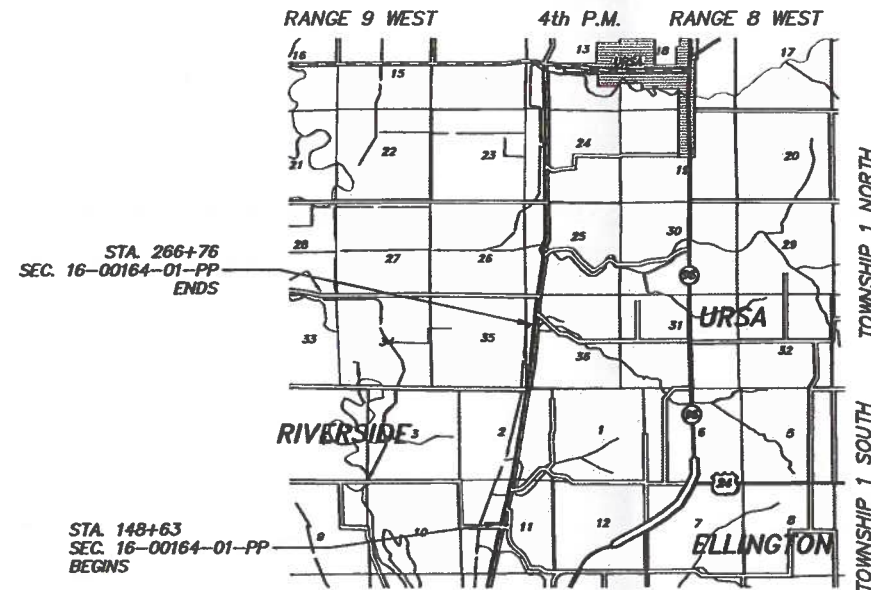 RANGE 9 WEST 4th P.M. RANGE 8 WEST
16 15 13 URSA 18 17
21 22 23 24 19 20
28 27 26 25 30 29
33 34 35 36 31 URSA 32
RIVERSIDE 3 2 1 6 5
24
9 10 11 12 7 8
ELLINGTON
TOWNSHIP 1 NORTH
TOWNSHIP 1 SOUTH
STA. 266+76
SEC. 16-00164-01-PP
ENDS
STA. 148+63
SEC. 16-00164-01-PP
BEGINS